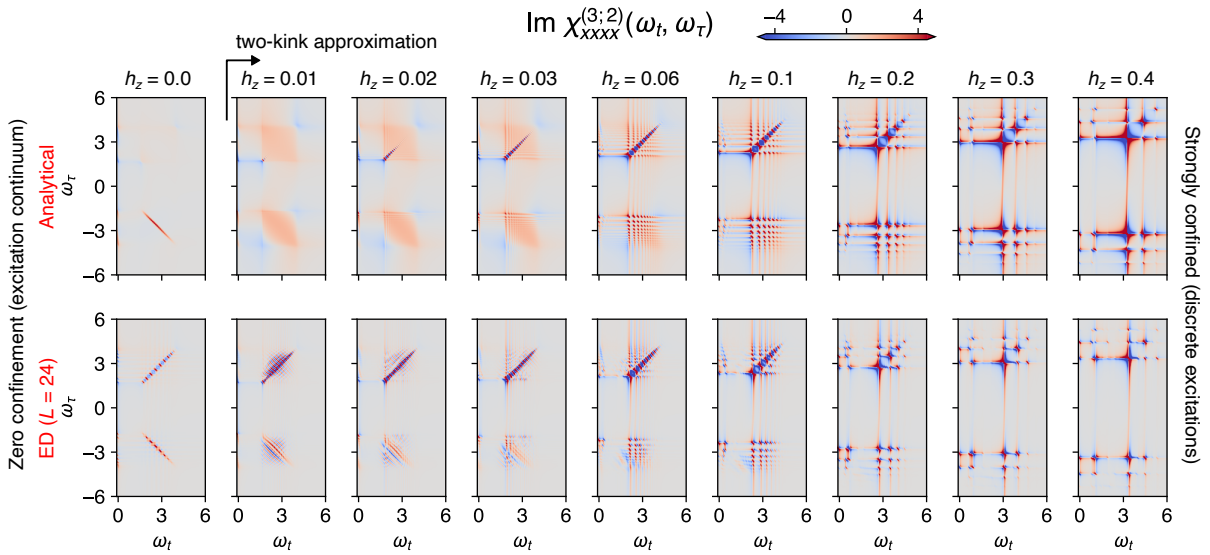 Im χ^{(3;2)}_{xxxx}(ω_t, ω_τ)
−4 0 4
two-kink approximation
h_z = 0.0 h_z = 0.01 h_z = 0.02 h_z = 0.03 h_z = 0.06 h_z = 0.1 h_z = 0.2 h_z = 0.3 h_z = 0.4
Zero confinement (excitation continuum)
Analytical
ω_τ
6
3
0
−3
−6
ED (L = 24)
ω_τ
6
3
0
−3
−6
0 3 6 0 3 6 0 3 6 0 3 6 0 3 6 0 3 6 0 3 6 0 3 6 0 3 6
ω_t ω_t ω_t ω_t ω_t ω_t ω_t ω_t ω_t
Strongly confined (discrete excitations)